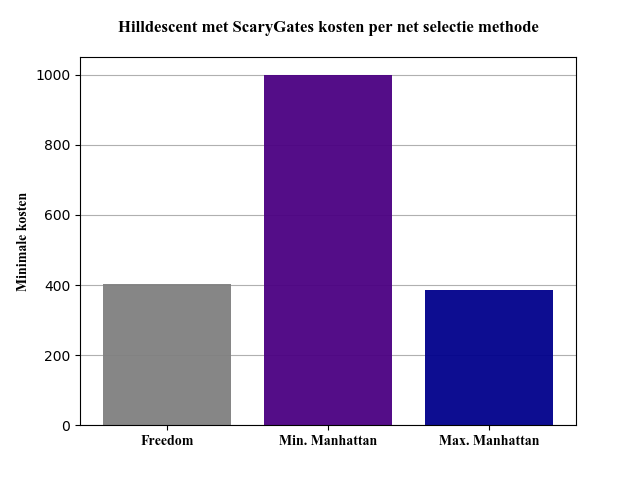 Hilldescent met ScaryGates kosten per net selectie methode
1000
800
600
400
200
0
Minimale kosten
Freedom Min. Manhattan Max. Manhattan